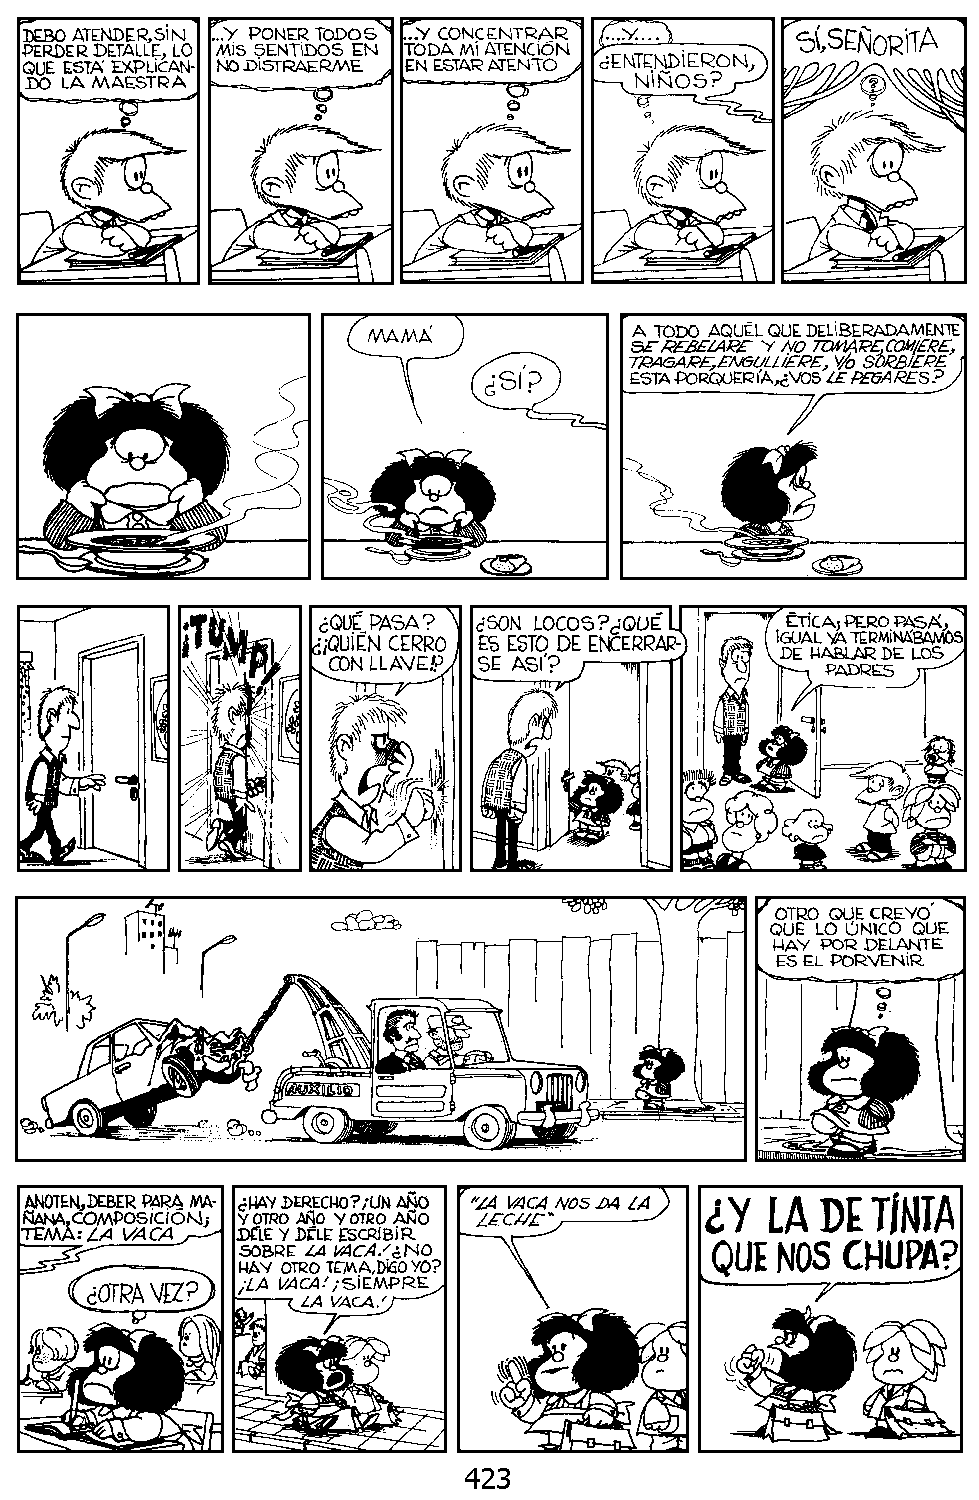 DEBO ATENDER, SIN
PERDER DETALLE, LO
QUE ESTÁ EXPLICAN-
DO LA MAESTRA
...Y PONER TODOS
MIS SENTIDOS EN
NO DISTRAERME
...Y CONCENTRAR
TODA MI ATENCIÓN
EN ESTAR ATENTO
...Y....
¿ENTENDIERON,
NIÑOS?
SÍ, SEÑORITA
?
MAMÁ
¿SÍ?
A TODO AQUÉL QUE DELIBERADAMENTE
SE REBELARE Y NO TOMARE, COMIERE,
TRAGARE, ENGULLIERE, Y/O SORBIERE
ESTA PORQUERÍA, ¿VOS LE PEGARES?
¡TUMP!
¿QUÉ PASA?
¿¡QUIÉN CERRÓ
CON LLAVE!?
¿SON LOCOS? ¿QUÉ
ES ESTO DE ENCERRAR-
SE ASÍ?
ÉTICA; PERO PASÁ,
IGUAL YA TERMINÁBAMOS
DE HABLAR DE LOS
PADRES
AUXILIO
OTRO QUE CREYÓ
QUE LO ÚNICO QUE
HAY POR DELANTE
ES EL PORVENIR
ANOTEN, DEBER PARA MA-
ÑANA, COMPOSICIÓN;
TEMA: LA VACA
¿OTRA VEZ?
¿HAY DERECHO? ¡UN AÑO
Y OTRO AÑO Y OTRO AÑO
DÉLE Y DÉLE ESCRIBIR
SOBRE LA VACA! ¿NO
HAY OTRO TEMA, DIGO YO?
¡LA VACA! ¡SIEMPRE
LA VACA!
"LA VACA NOS DA LA
LECHE"
¿Y LA DE TINTA
QUE NOS CHUPA?
423